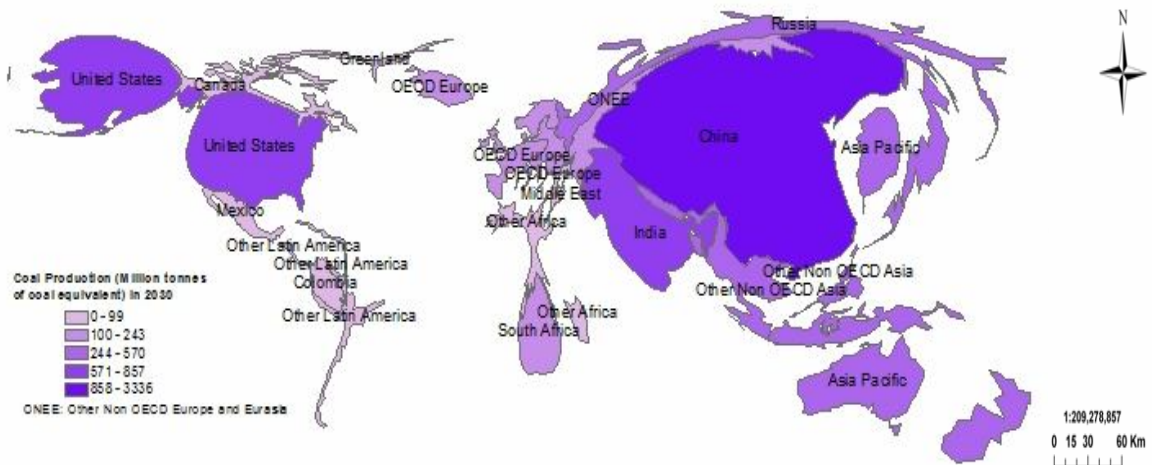 N
Russia
Greenland
United States
Canada
OECD Europe
ONEE
China
United States
Asia Pacific
OECD Europe
OECD Europe
Middle East
Mexico
Other Africa
India
Other Latin America
Other Latin America
Colombia
Other Latin America
Other Non OECD Asia
Other Non OECD Asia
Other Africa
South Africa
Asia Pacific
Coal Production (Million tonnes
of coal equivalent) in 2030
0 - 99
100 - 243
244 - 570
571 - 857
858 - 3336
ONEE: Other Non OECD Europe and Eurasia
1:209,278,857
0 15 30 60 Km